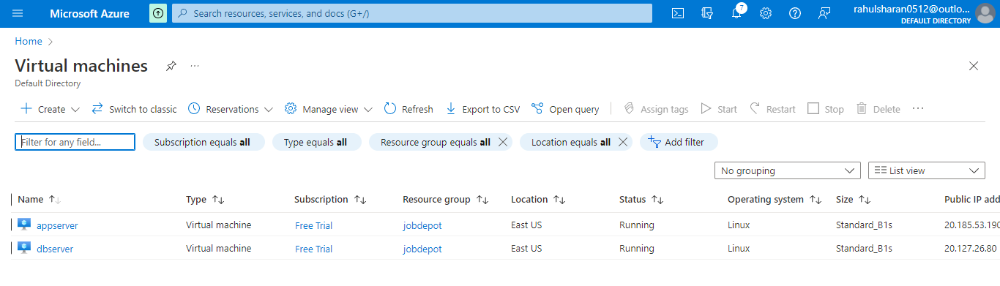 Microsoft Azure
Search resources, services, and docs (G+/)
7
rahulsharan0512@outlo...
DEFAULT DIRECTORY
Home
Virtual machines
Default Directory
Create
Switch to classic
Reservations
Manage view
Refresh
Export to CSV
Open query
Assign tags
Start
Restart
Stop
Delete
Filter for any field...
Subscription equals all
Type equals all
Resource group equals all
Location equals all
Add filter
No grouping
List view
Name Type Subscription Resource group Location Status Operating system Size Public IP add
appserver Virtual machine Free Trial jobdepot East US Running Linux Standard_B1s 20.185.53.190
dbserver Virtual machine Free Trial jobdepot East US Running Linux Standard_B1s 20.127.26.80